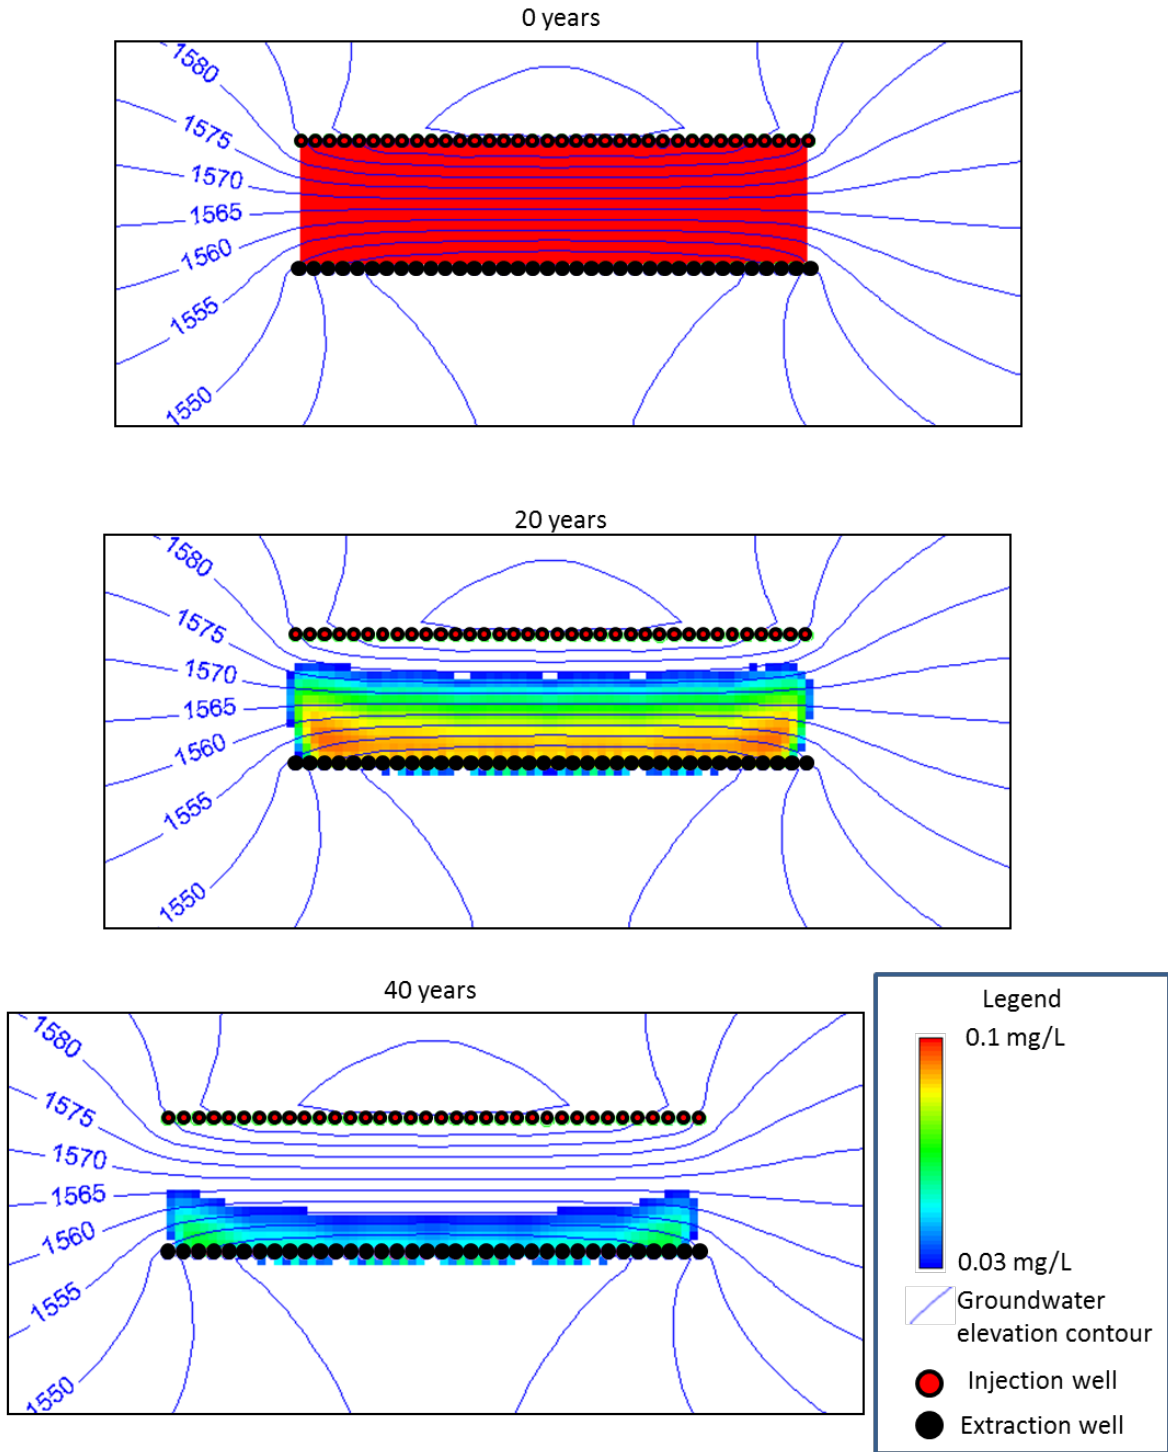 0 years
1580
1575
1570
1565
1560
1555
1550
20 years
1580
1575
1570
1565
1560
1555
1550
40 years
1580
1575
1570
1565
1560
1555
1550
Legend
0.1 mg/L
0.03 mg/L
Groundwater
elevation contour
Injection well
Extraction well